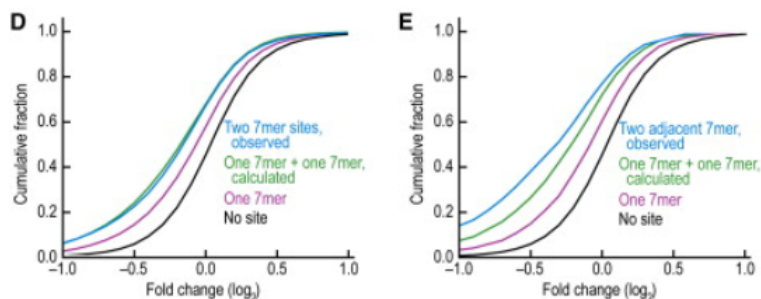 D
1.0
0.8
0.6
0.4
0.2
0.0
Cumulative fraction
Two 7mer sites,
observed
One 7mer + one 7mer,
calculated
One 7mer
No site
−1.0 −0.5 0.0 0.5 1.0
Fold change (log2)
E
1.0
0.8
0.6
0.4
0.2
0.0
Cumulative fraction
Two adjacent 7mer,
observed
One 7mer + one 7mer,
calculated
One 7mer
No site
−1.0 −0.5 0.0 0.5 1.0
Fold change (log2)